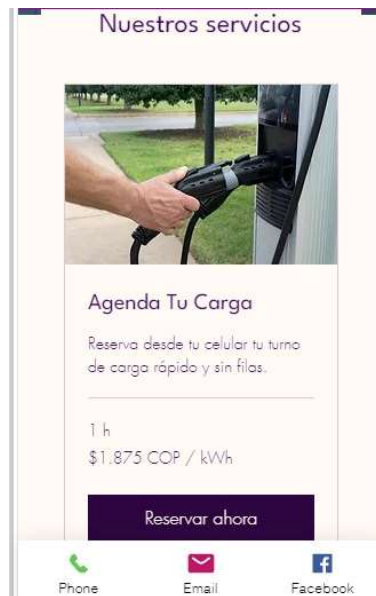 Nuestros servicios
Agenda Tu Carga
Reserva desde tu celular tu turno
de carga rápido y sin filas.
1 h
$1.875 COP / kWh
Reservar ahora
Phone
Email
Facebook